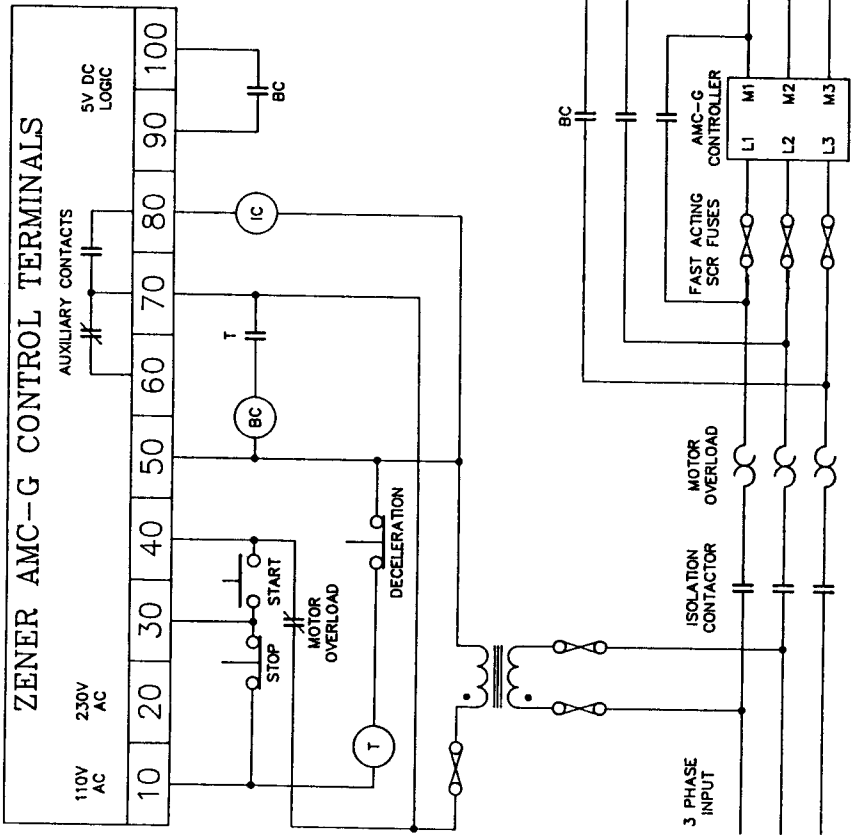 ZENER AMC-G CONTROL TERMINALS
110V
AC
230V
AC
AUXILIARY CONTACTS
5V DC
LOGIC
10 20 30 40 50 60 70 80 90 100
STOP
START
MOTOR
OVERLOAD
T
DECELERATION
BC
T
IC
BC
3 PHASE
INPUT
ISOLATION
CONTACTOR
MOTOR
OVERLOAD
FAST ACTING
SCR FUSES
BC
AMC-G
CONTROLLER
L1 M1
L2 M2
L3 M3